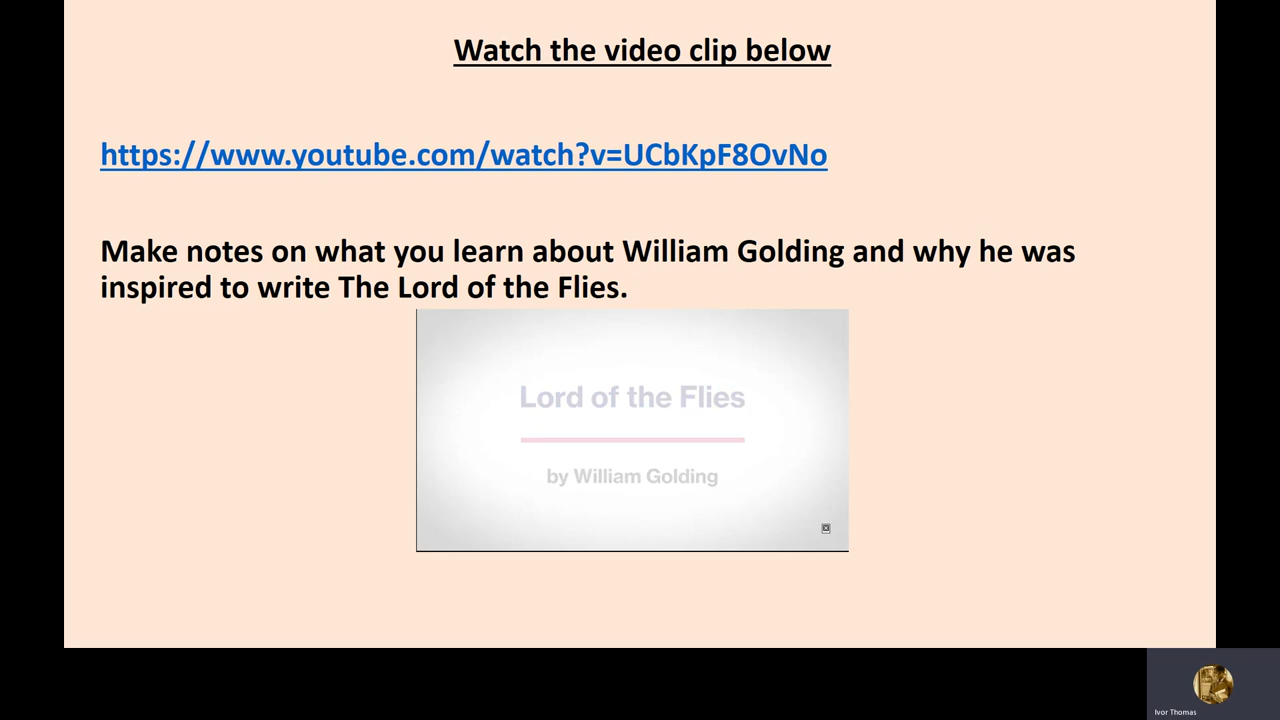 Watch the video clip below
https://www.youtube.com/watch?v=UCbKpF8OvNo
Make notes on what you learn about William Golding and why he was
inspired to write The Lord of the Flies.
Lord of the Flies
by William Golding
Ivor Thomas